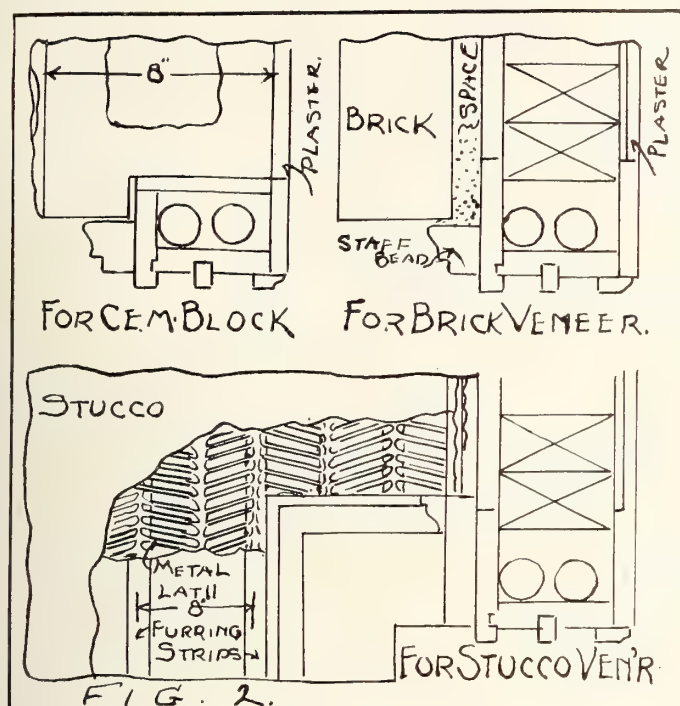 8"
PLASTER.
FOR CEM. BLOCK
BRICK
SPACE
PLASTER
STAFF
BEAD
FOR BRICK VENEER.
STUCCO
METAL
LATH
8"
FURRING
STRIPS
FOR STUCCO VEN'R
FIG. 2.